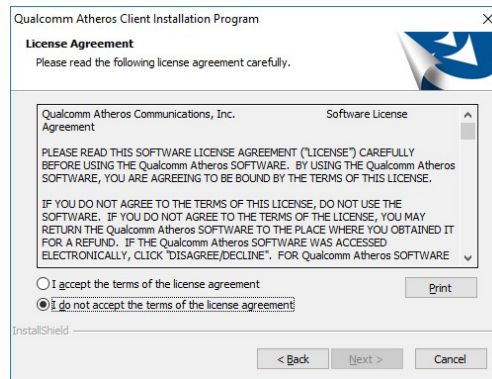 Qualcomm Atheros Client Installation Program
License Agreement
Please read the following license agreement carefully.
Qualcomm Atheros Communications, Inc. Software License
Agreement
PLEASE READ THIS SOFTWARE LICENSE AGREEMENT ("LICENSE") CAREFULLY
BEFORE USING THE Qualcomm Atheros SOFTWARE. BY USING THE Qualcomm Atheros
SOFTWARE, YOU ARE AGREEING TO BE BOUND BY THE TERMS OF THIS LICENSE.
IF YOU DO NOT AGREE TO THE TERMS OF THIS LICENSE, DO NOT USE THE
SOFTWARE. IF YOU DO NOT AGREE TO THE TERMS OF THE LICENSE, YOU MAY
RETURN THE Qualcomm Atheros SOFTWARE TO THE PLACE WHERE YOU OBTAINED IT
FOR A REFUND. IF THE Qualcomm Atheros SOFTWARE WAS ACCESSED
ELECTRONICALLY, CLICK "DISAGREE/DECLINE". FOR Qualcomm Atheros SOFTWARE
I accept the terms of the license agreement
I do not accept the terms of the license agreement
Print
InstallShield
< Back Next > Cancel